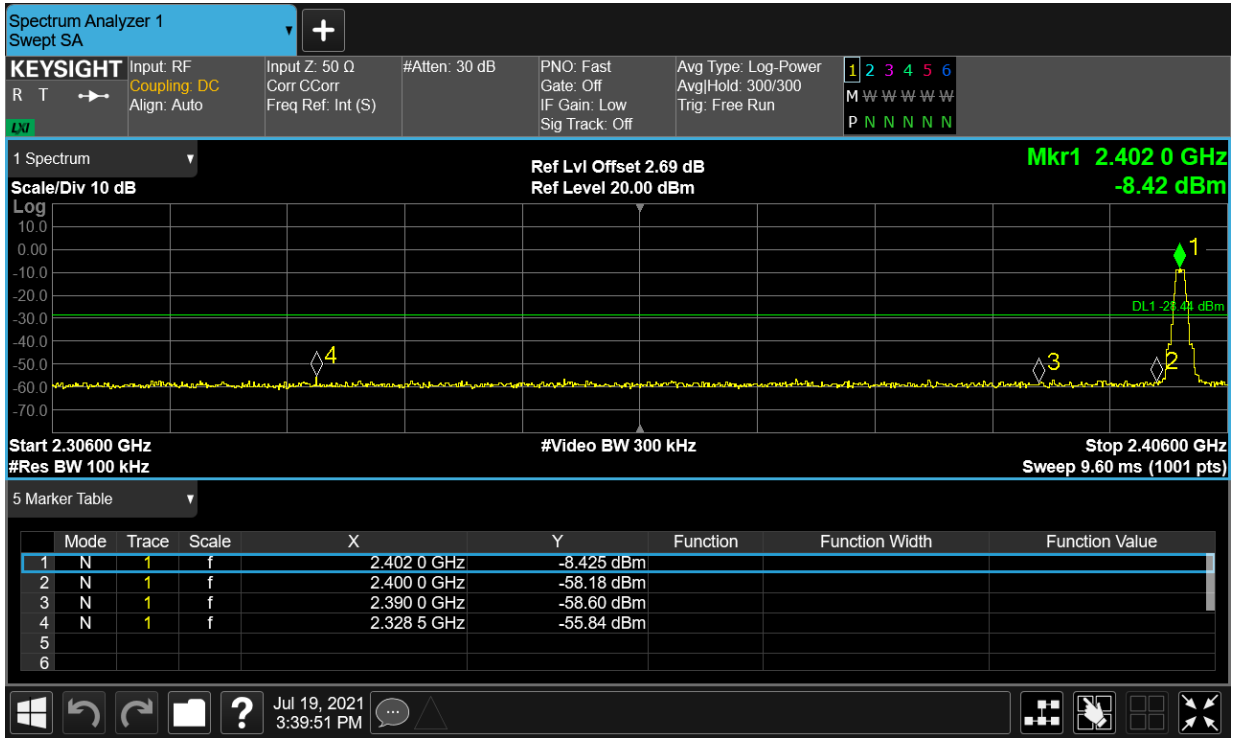 Spectrum Analyzer 1
Swept SA
KEYSIGHT
R T
LXI
Input: RF
Coupling: DC
Align: Auto
Input Z: 50 Ω
Corr CCorr
Freq Ref: Int (S)
#Atten: 30 dB
PNO: Fast
Gate: Off
IF Gain: Low
Sig Track: Off
Avg Type: Log-Power
Avg|Hold: 300/300
Trig: Free Run
1 2 3 4 5 6
M W W W W W
P N N N N N
1 Spectrum
Scale/Div 10 dB
Ref Lvl Offset 2.69 dB
Ref Level 20.00 dBm
Mkr1 2.402 0 GHz
-8.42 dBm
Log
10.0
0.00
-10.0
-20.0
-30.0
-40.0
-50.0
-60.0
-70.0
1
DL1 -28.44 dBm
4
3
2
Start 2.30600 GHz
#Res BW 100 kHz
#Video BW 300 kHz
Stop 2.40600 GHz
Sweep 9.60 ms (1001 pts)
5 Marker Table
Mode Trace Scale X Y Function Function Width Function Value
1 N 1 f 2.402 0 GHz -8.425 dBm
2 N 1 f 2.400 0 GHz -58.18 dBm
3 N 1 f 2.390 0 GHz -58.60 dBm
4 N 1 f 2.328 5 GHz -55.84 dBm
5
6
?
Jul 19, 2021
3:39:51 PM